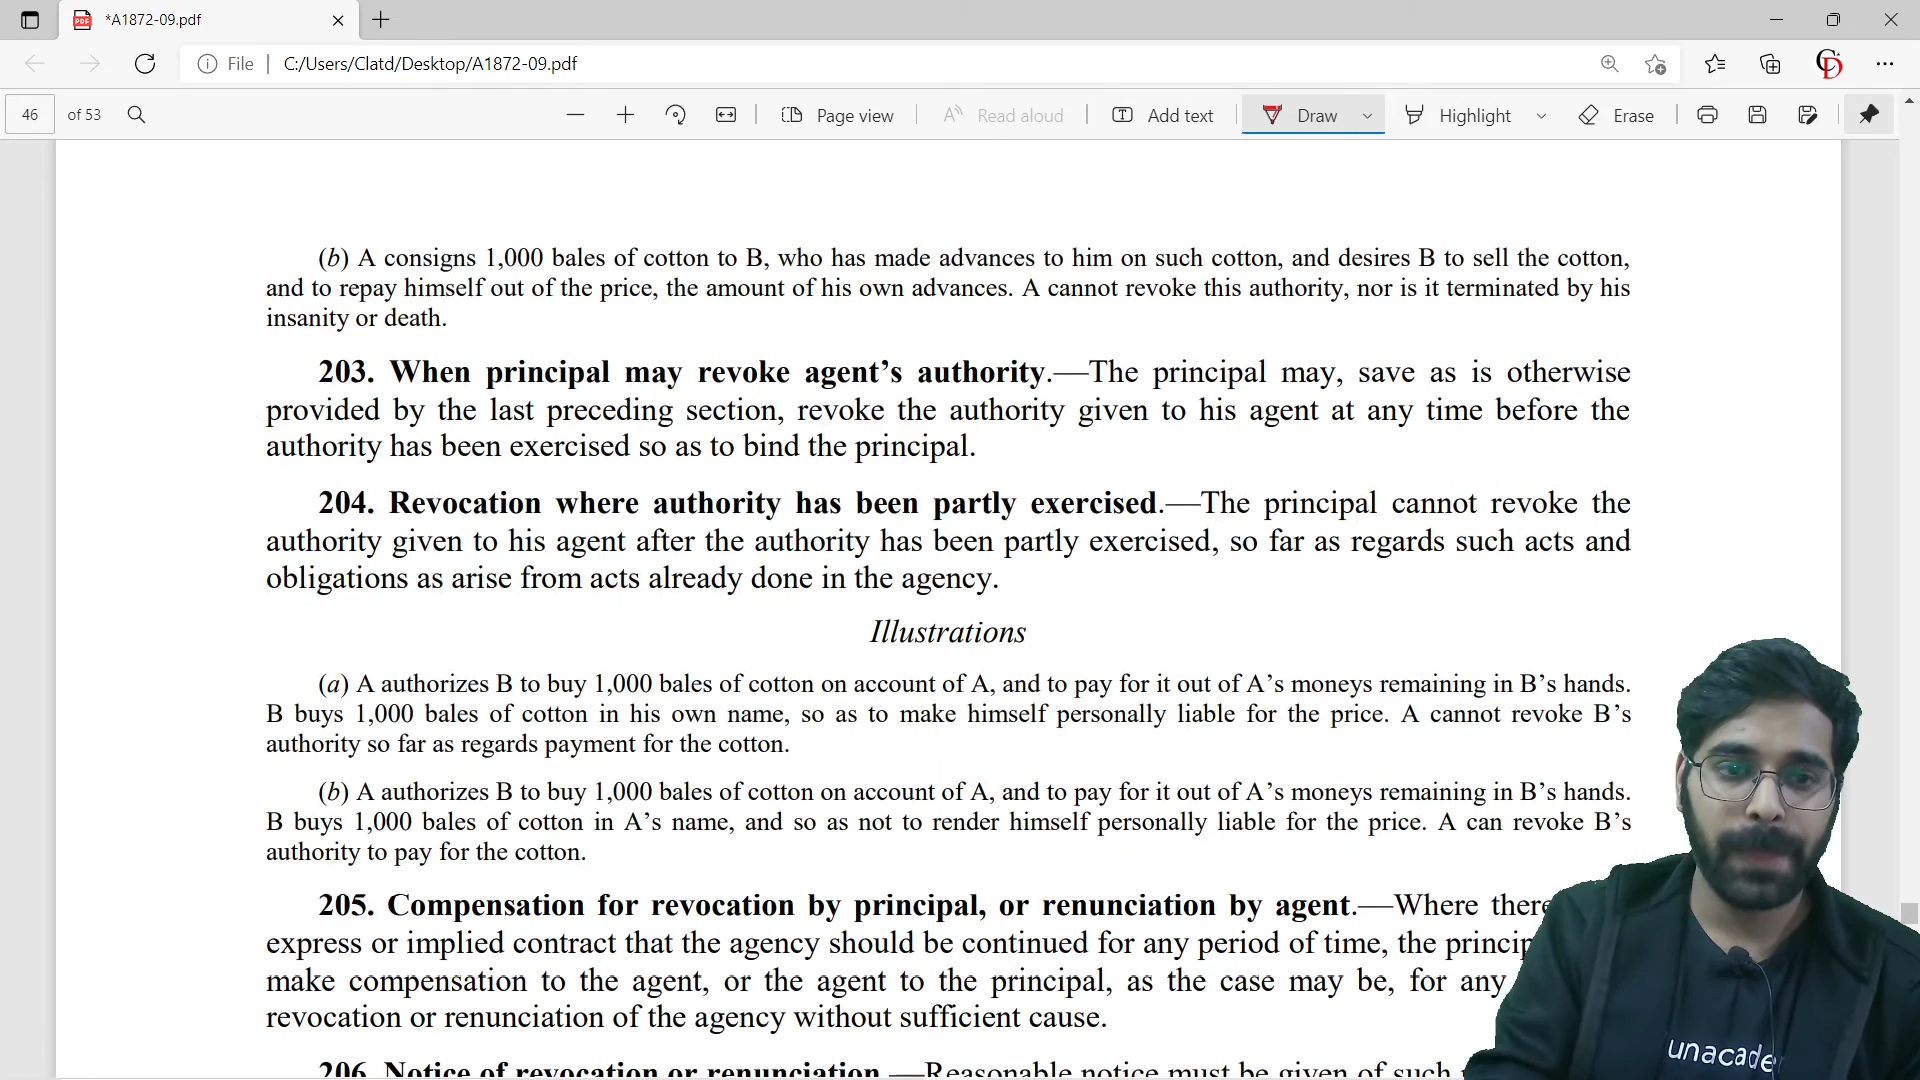 *A1872-09.pdf
File
C:/Users/Clatd/Desktop/A1872-09.pdf
46 of 53
Page view
Read aloud
Add text
Draw
Highlight
Erase
(b) A consigns 1,000 bales of cotton to B, who has made advances to him on such cotton, and desires B to sell the cotton,
and to repay himself out of the price, the amount of his own advances. A cannot revoke this authority, nor is it terminated by his
insanity or death.
203. When principal may revoke agent’s authority.—The principal may, save as is otherwise
provided by the last preceding section, revoke the authority given to his agent at any time before the
authority has been exercised so as to bind the principal.
204. Revocation where authority has been partly exercised.—The principal cannot revoke the
authority given to his agent after the authority has been partly exercised, so far as regards such acts and
obligations as arise from acts already done in the agency.
Illustrations
(a) A authorizes B to buy 1,000 bales of cotton on account of A, and to pay for it out of A’s moneys remaining in B’s hands.
B buys 1,000 bales of cotton in his own name, so as to make himself personally liable for the price. A cannot revoke B’s
authority so far as regards payment for the cotton.
(b) A authorizes B to buy 1,000 bales of cotton on account of A, and to pay for it out of A’s moneys remaining in B’s hands.
B buys 1,000 bales of cotton in A’s name, and so as not to render himself personally liable for the price. A can revoke B’s
authority to pay for the cotton.
205. Compensation for revocation by principal, or renunciation by agent.—Where there
express or implied contract that the agency should be continued for any period of time, the princip
make compensation to the agent, or the agent to the principal, as the case may be, for any
revocation or renunciation of the agency without sufficient cause.
206. Notice of revocation or renunciation.—Reasonable notice must be given of such
unacade